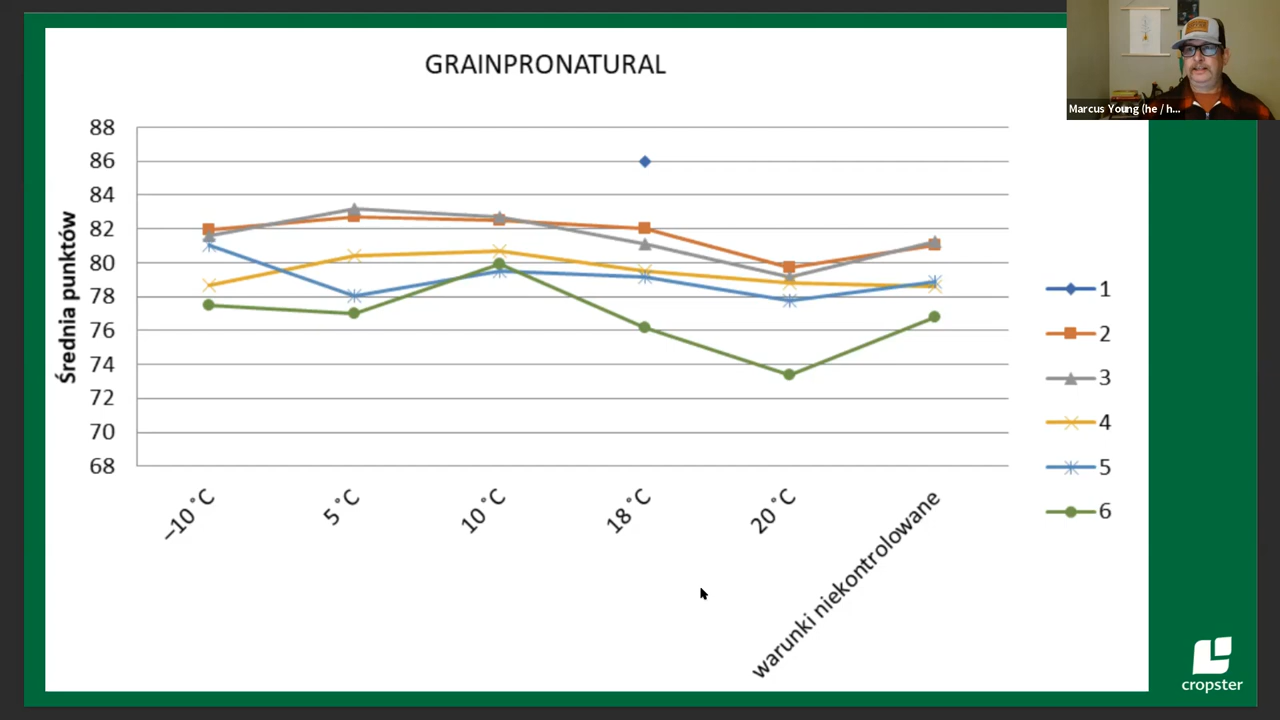 GRAINPRONATURAL
Marcus Young (he / h...
Średnia punktów
88
86
84
82
80
78
76
74
72
70
68
–10˚C
5˚C
10˚C
18˚C
20˚C
warunki niekontrolowane
1
2
3
4
5
6
cropster